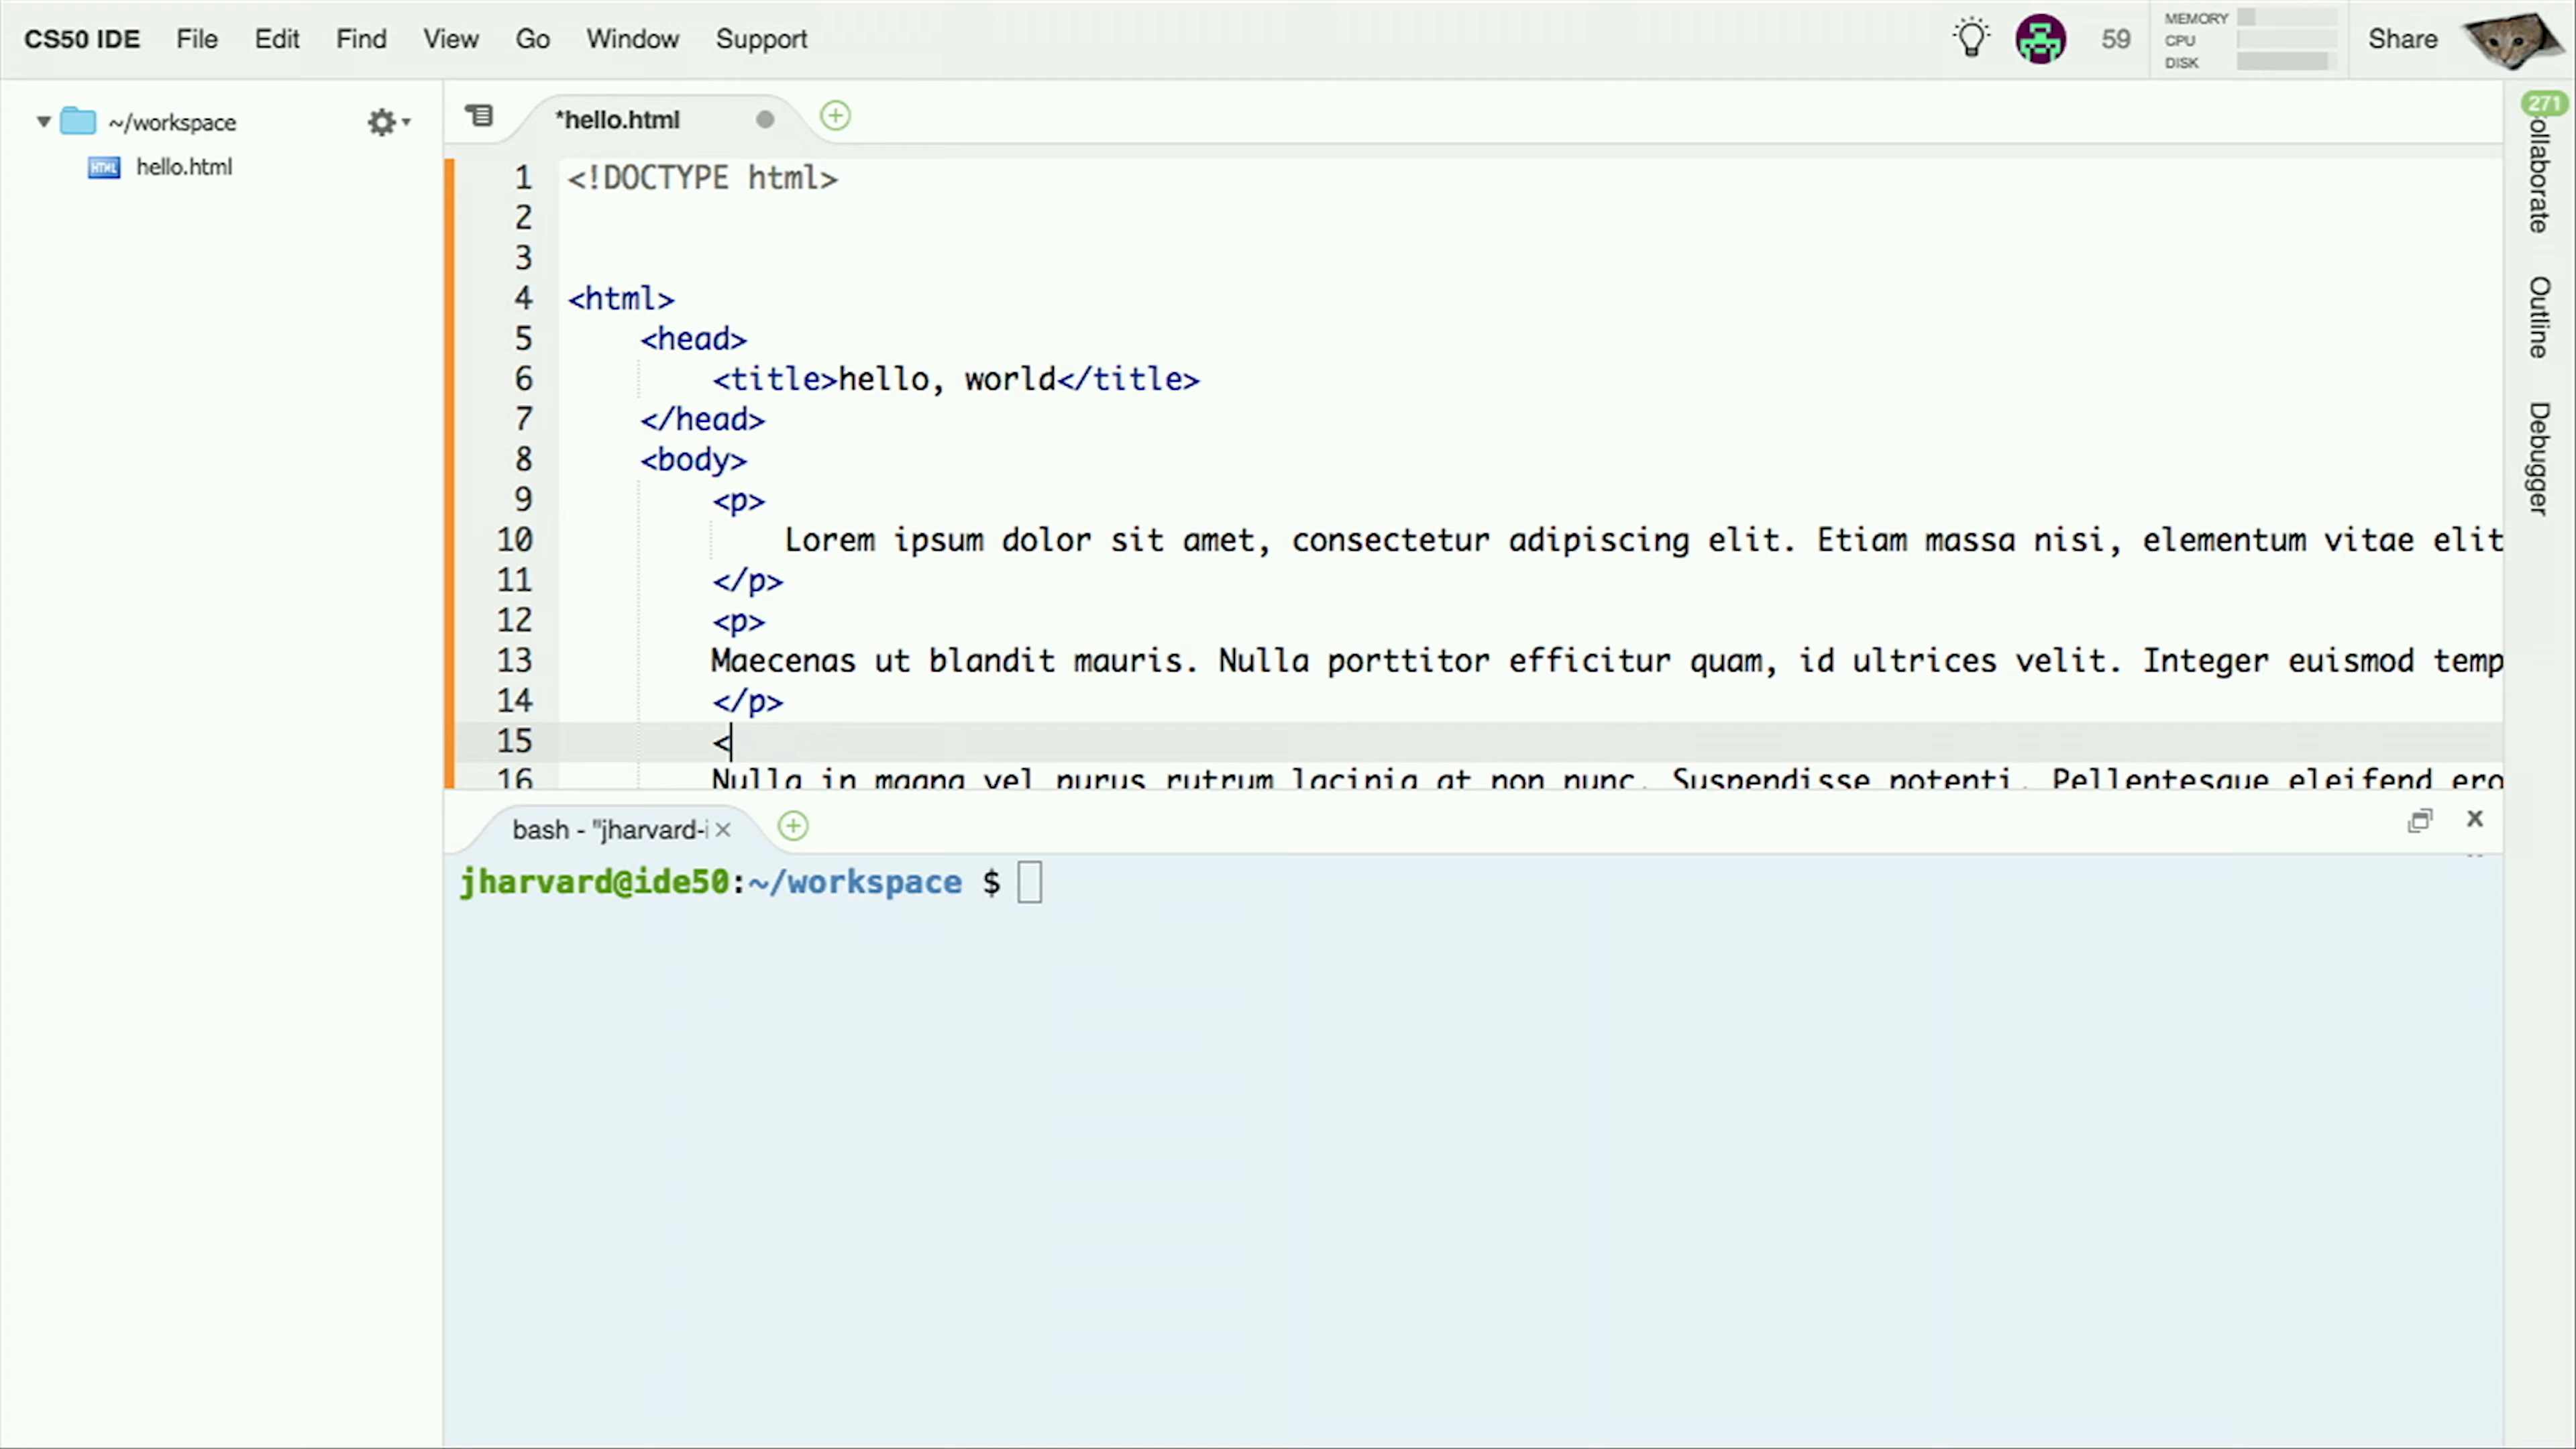 CS50 IDE File Edit Find View Go Window Support
59
MEMORY
CPU
DISK
Share
~/workspace
HTML hello.html
*hello.html
1 <!DOCTYPE html>
2
3
4 <html>
5 <head>
6 <title>hello, world</title>
7 </head>
8 <body>
9 <p>
10 Lorem ipsum dolor sit amet, consectetur adipiscing elit. Etiam massa nisi, elementum vitae elit
11 </p>
12 <p>
13 Maecenas ut blandit mauris. Nulla porttitor efficitur quam, id ultrices velit. Integer euismod temp
14 </p>
15 <
16 Nulla in magna vel purus rutrum lacinia at non nunc. Suspendisse potenti. Pellentesque eleifend ero
271
ollaborate
Outline
Debugger
bash - "jharvard-i
jharvard@ide50:~/workspace $